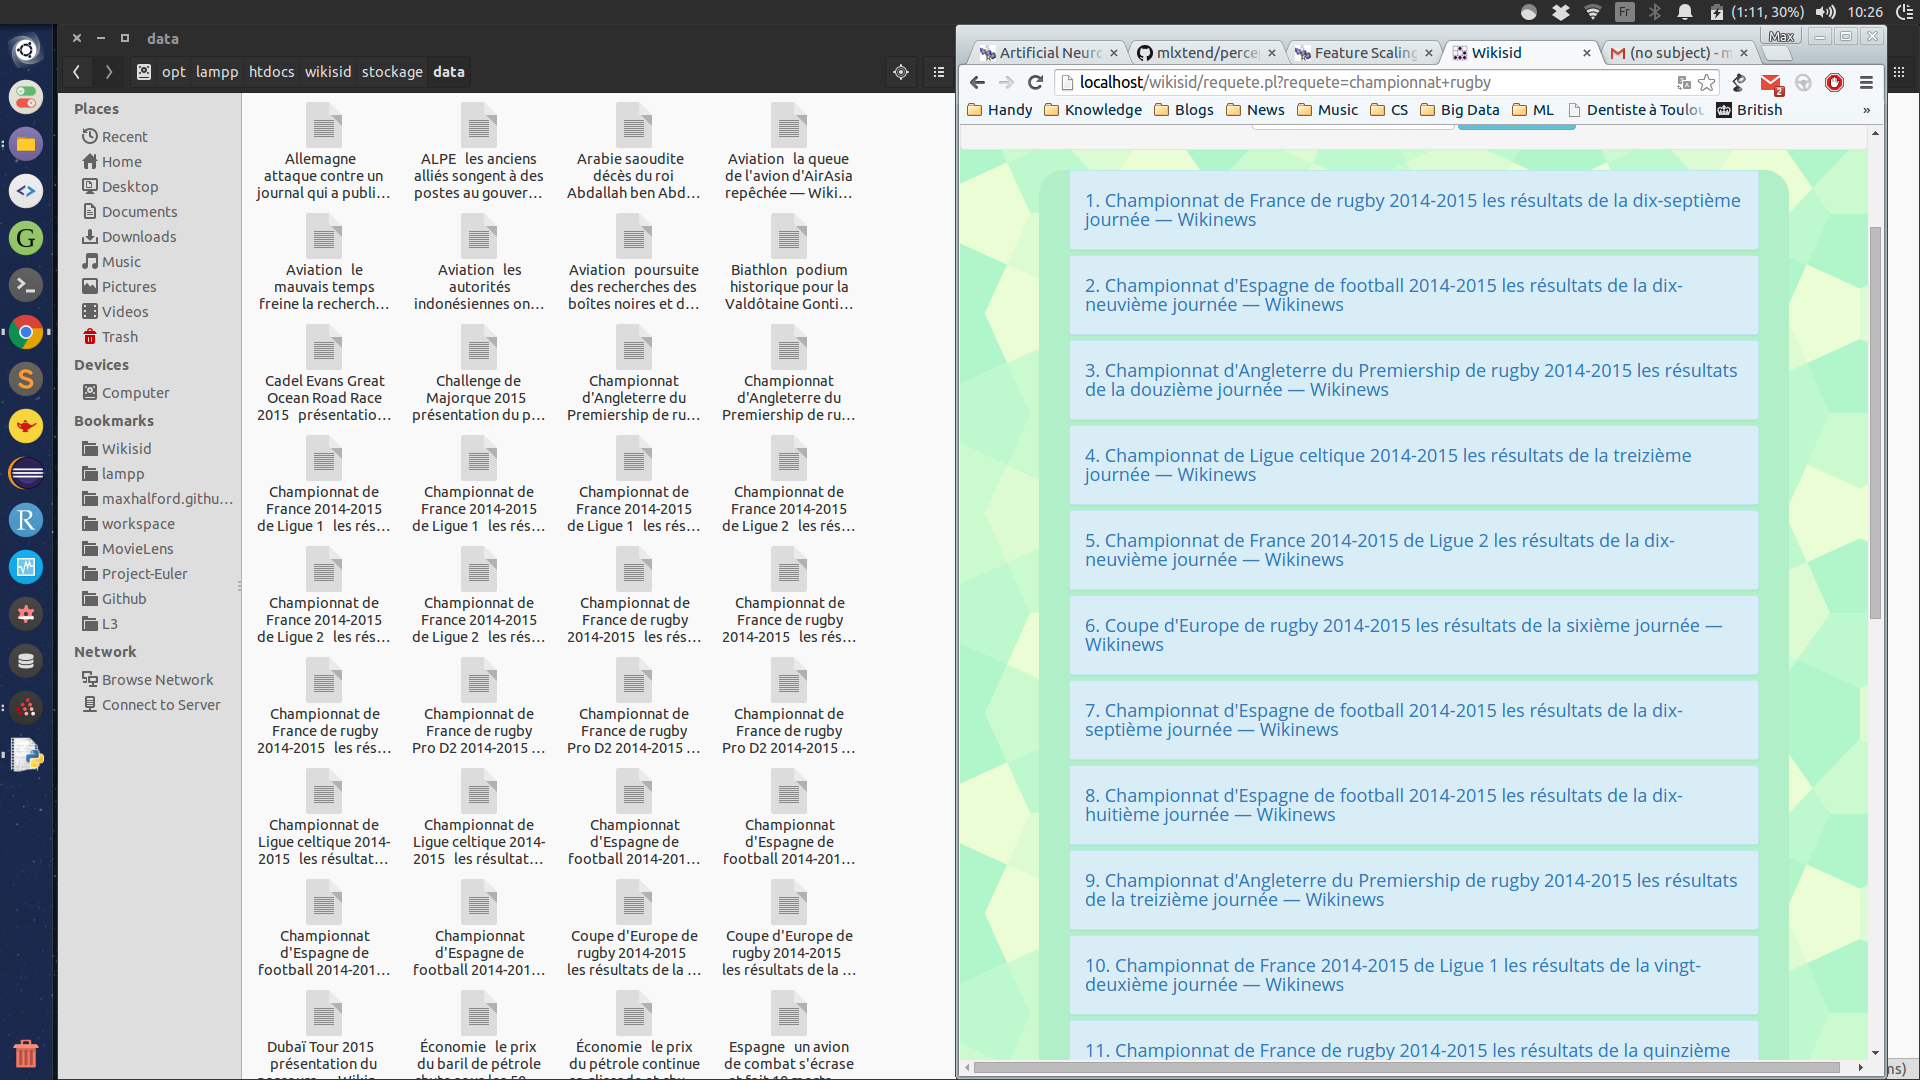 Fr
(1:11, 30%)
10:26
data
opt
lampp
htdocs
wikisid
stockage
data
Places
Recent
Home
Desktop
Documents
Downloads
Music
Pictures
Videos
Trash
Devices
Computer
Bookmarks
Wikisid
lampp
maxhalford.githu...
workspace
MovieLens
Project-Euler
Github
L3
Network
Browse Network
Connect to Server
Allemagne
attaque contre un
journal qui a publi...
ALPE les anciens
alliés songent à des
postes au gouver...
Arabie saoudite
décès du roi
Abdallah ben Abd...
Aviation la queue
de l'avion d'AirAsia
repêchée — Wiki...
Aviation le
mauvais temps
freine la recherch...
Aviation les
autorités
indonésiennes on...
Aviation poursuite
des recherches des
boîtes noires et d...
Biathlon podium
historique pour la
Valdôtaine Gonti...
Cadel Evans Great
Ocean Road Race
2015 présentatio...
Challenge de
Majorque 2015
présentation du p...
Championnat
d'Angleterre du
Premiership de ru...
Championnat
d'Angleterre du
Premiership de ru...
Championnat de
France 2014-2015
de Ligue 1 les rés...
Championnat de
France 2014-2015
de Ligue 1 les rés...
Championnat de
France 2014-2015
de Ligue 1 les rés...
Championnat de
France 2014-2015
de Ligue 2 les rés...
Championnat de
France 2014-2015
de Ligue 2 les rés...
Championnat de
France 2014-2015
de Ligue 2 les rés...
Championnat de
France de rugby
2014-2015 les rés...
Championnat de
France de rugby
2014-2015 les rés...
Championnat de
France de rugby
2014-2015 les rés...
Championnat de
France de rugby
Pro D2 2014-2015 ...
Championnat de
France de rugby
Pro D2 2014-2015 ...
Championnat de
France de rugby
Pro D2 2014-2015 ...
Championnat de
Ligue celtique 2014-
2015 les résultat...
Championnat de
Ligue celtique 2014-
2015 les résultat...
Championnat
d'Espagne de
football 2014-201...
Championnat
d'Espagne de
football 2014-201...
Championnat
d'Espagne de
football 2014-201...
Championnat
d'Espagne de
football 2014-201...
Coupe d'Europe de
rugby 2014-2015
les résultats de la ...
Coupe d'Europe de
rugby 2014-2015
les résultats de la ...
Dubaï Tour 2015
présentation du
Économie le prix
du baril de pétrole
Économie le prix
du pétrole continue
Espagne un avion
de combat s'écrase
Max
Artificial Neuro
mlxtend/perce
Feature Scaling
Wikisid
(no subject) - m
localhost/wikisid/requete.pl?requete=championnat+rugby
2
Handy
Knowledge
Blogs
News
Music
CS
Big Data
ML
Dentiste à Toulou
British
»
1. Championnat de France de rugby 2014-2015 les résultats de la dix-septième
journée — Wikinews
2. Championnat d'Espagne de football 2014-2015 les résultats de la dix-
neuvième journée — Wikinews
3. Championnat d'Angleterre du Premiership de rugby 2014-2015 les résultats
de la douzième journée — Wikinews
4. Championnat de Ligue celtique 2014-2015 les résultats de la treizième
journée — Wikinews
5. Championnat de France 2014-2015 de Ligue 2 les résultats de la dix-
neuvième journée — Wikinews
6. Coupe d'Europe de rugby 2014-2015 les résultats de la sixième journée —
Wikinews
7. Championnat d'Espagne de football 2014-2015 les résultats de la dix-
septième journée — Wikinews
8. Championnat d'Espagne de football 2014-2015 les résultats de la dix-
huitième journée — Wikinews
9. Championnat d'Angleterre du Premiership de rugby 2014-2015 les résultats
de la treizième journée — Wikinews
10. Championnat de France 2014-2015 de Ligue 1 les résultats de la vingt-
deuxième journée — Wikinews
11. Championnat de France de rugby 2014-2015 les résultats de la quinzième
ns)